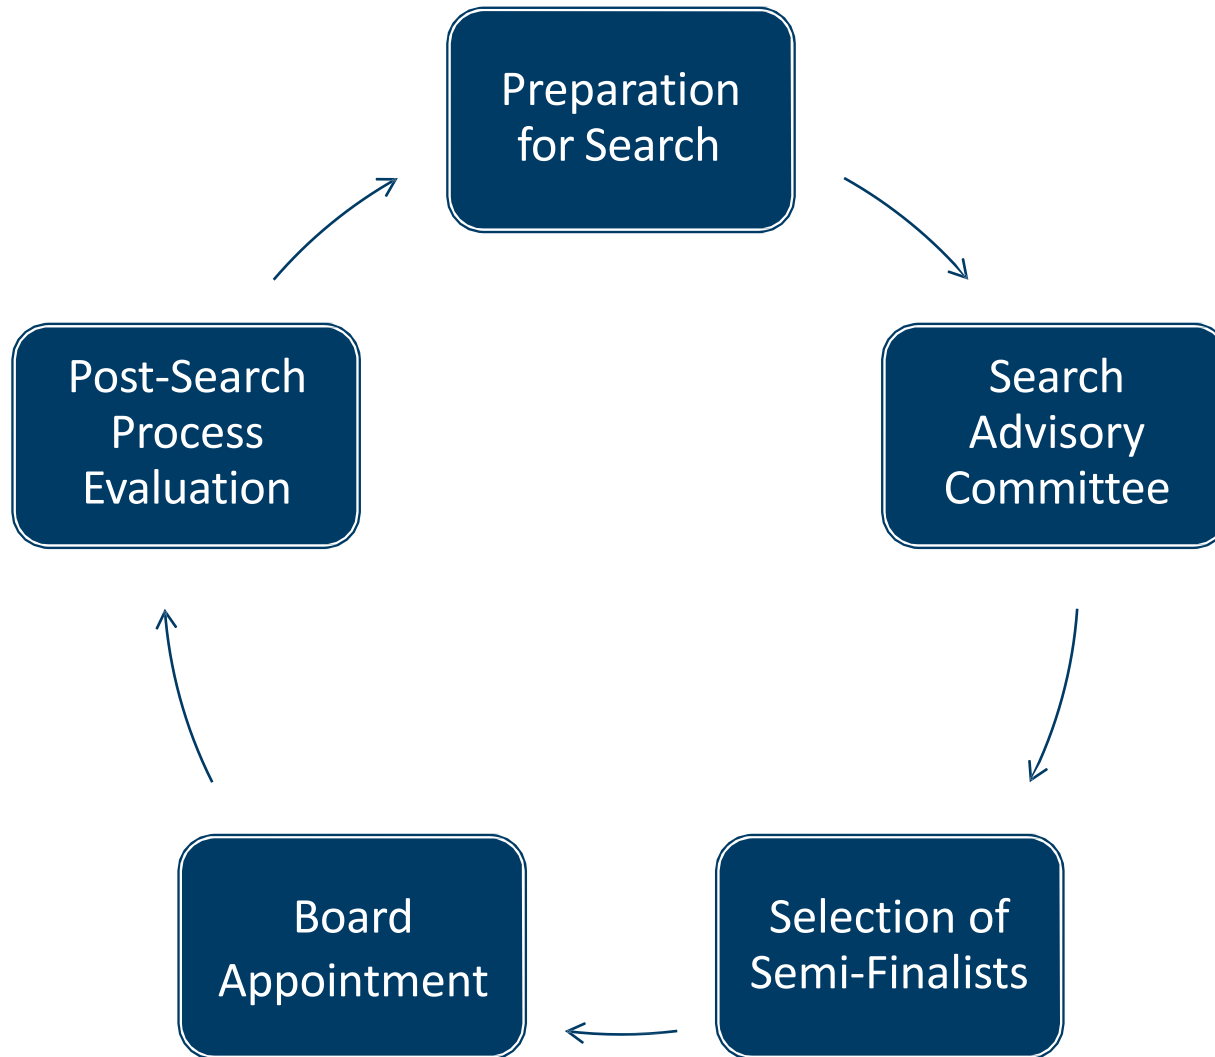 Preparation
for Search
Search
Advisory
Committee
Selection of
Semi-Finalists
Board
Appointment
Post-Search
Process
Evaluation